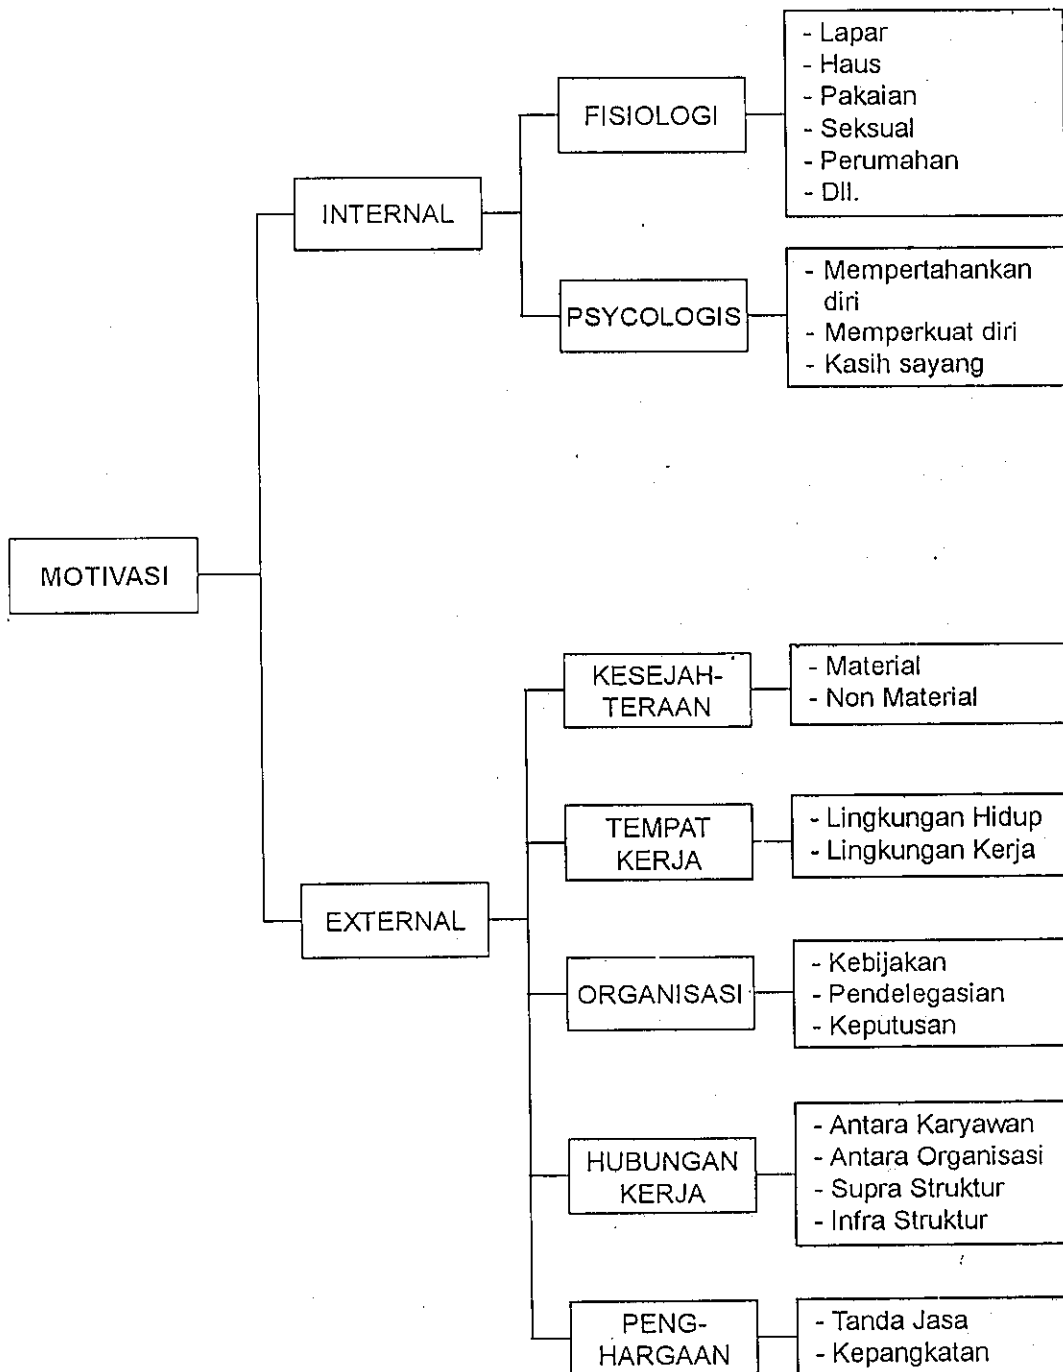 MOTIVASI
INTERNAL
FISIOLOGI
- Lapar
- Haus
- Pakaian
- Seksual
- Perumahan
- Dll.
PSYCOLOGIS
- Mempertahankan
diri
- Memperkuat diri
- Kasih sayang
EXTERNAL
KESEJAH-
TERAAN
- Material
- Non Material
TEMPAT
KERJA
- Lingkungan Hidup
- Lingkungan Kerja
ORGANISASI
- Kebijakan
- Pendelegasian
- Keputusan
HUBUNGAN
KERJA
- Antara Karyawan
- Antara Organisasi
- Supra Struktur
- Infra Struktur
PENG-
HARGAAN
- Tanda Jasa
- Kepangkatan